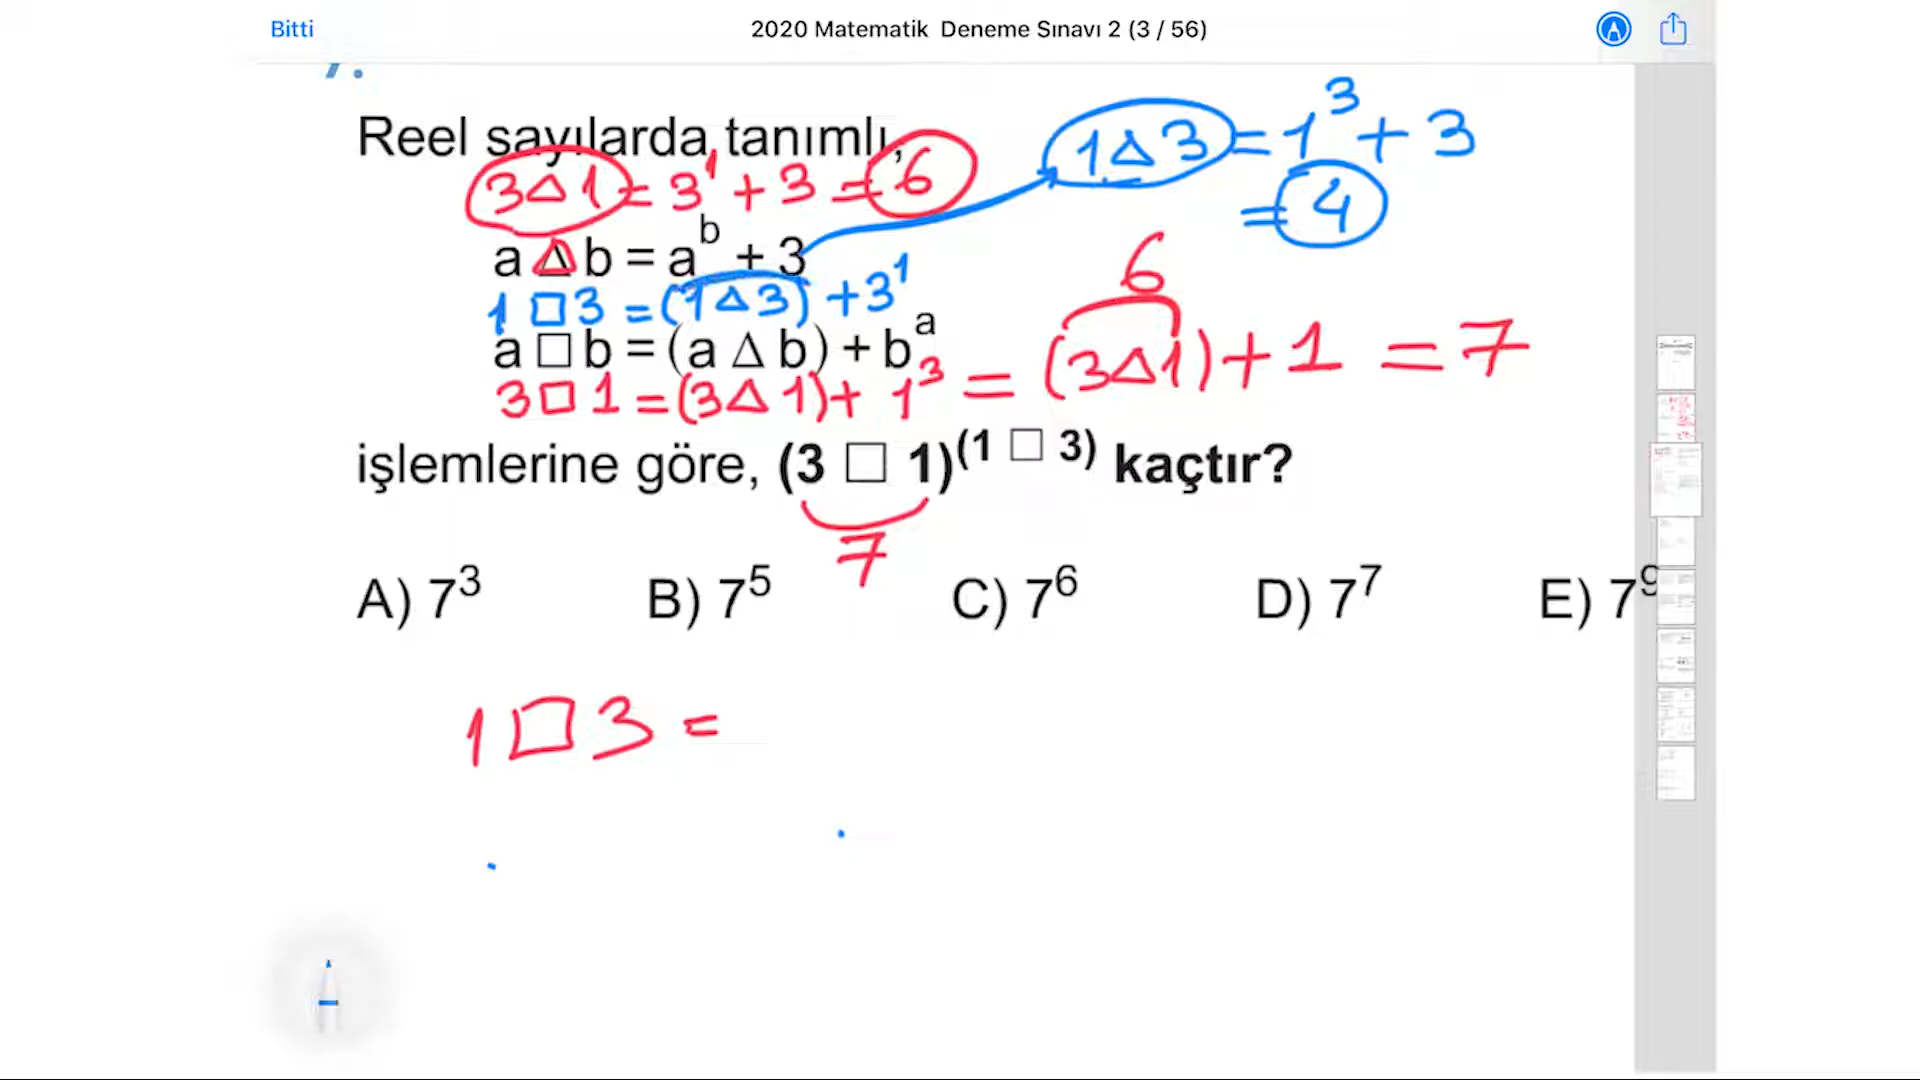 Bitti
2020 Matematik Deneme Sınavı 2 (3 / 56)
7.
Reel sayılarda tanımlı,
1 △ 3 = 1³ + 3
= 4
3 △ 1 = 3¹ + 3 = 6
a △ b = aᵇ + 3
1 □ 3 = (1 △ 3) + 3¹
6
a □ b = (a △ b) + bᵃ
3 □ 1 = (3 △ 1) + 1³ = (3 △ 1) + 1 = 7
işlemlerine göre, (3 □ 1)^(1 □ 3) kaçtır?
7
A) 7³ B) 7⁵ C) 7⁶ D) 7⁷ E) 7⁹
1 □ 3 =